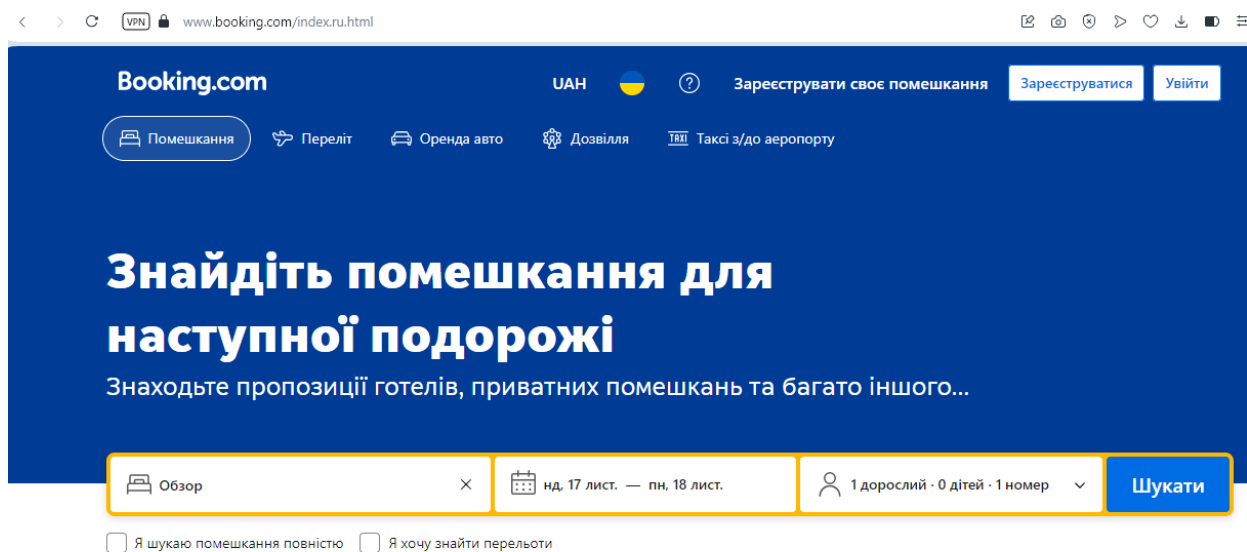 VPN www.booking.com/index.ru.html
Booking.com UAH Зареєструвати своє помешкання Зареєструватися Увійти
Помешкання Переліт Оренда авто Дозвілля TAXI Таксі з/до аеропорту
Знайдіть помешкання для
наступної подорожі
Знаходьте пропозиції готелів, приватних помешкань та багато іншого...
Обзор нд, 17 лист. — пн, 18 лист. 1 дорослий · 0 дітей · 1 номер Шукати
Я шукаю помешкання повністю Я хочу знайти перельоти